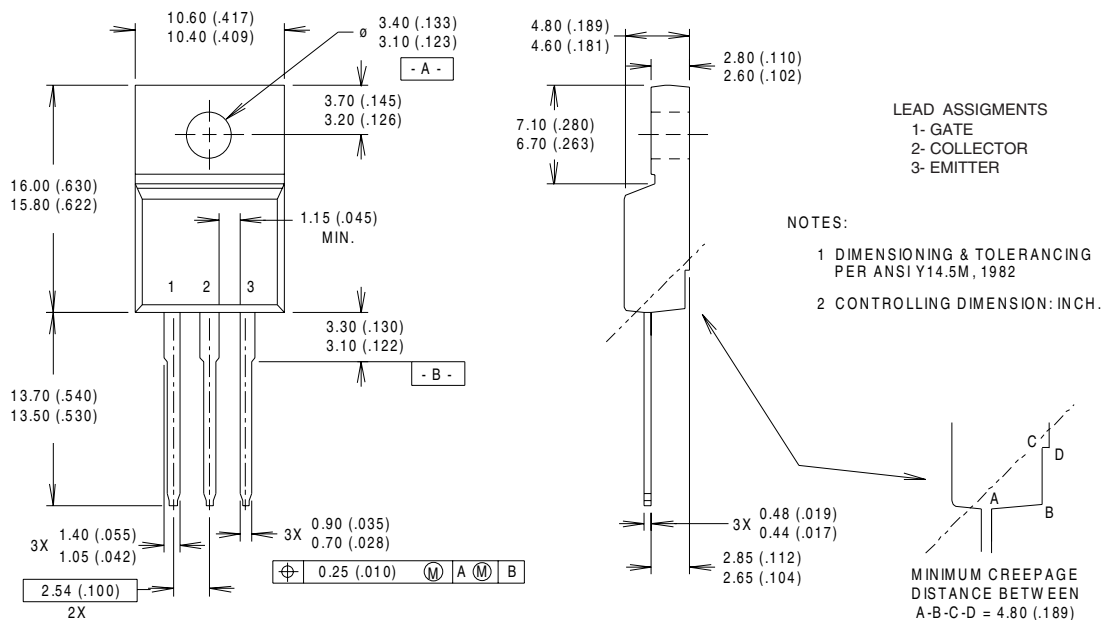 10.60 (.417)
10.40 (.409)
ø
3.40 (.133)
3.10 (.123)
- A -
3.70 (.145)
3.20 (.126)
16.00 (.630)
15.80 (.622)
1.15 (.045)
MIN.
1 2 3
3.30 (.130)
3.10 (.122)
- B -
13.70 (.540)
13.50 (.530)
3X
1.40 (.055)
1.05 (.042)
3X
0.90 (.035)
0.70 (.028)
2.54 (.100)
2X
0.25 (.010) M A M B
4.80 (.189)
4.60 (.181)
2.80 (.110)
2.60 (.102)
7.10 (.280)
6.70 (.263)
3X
0.48 (.019)
0.44 (.017)
2.85 (.112)
2.65 (.104)
LEAD ASSIGMENTS
1- GATE
2- COLLECTOR
3- EMITTER
NOTES:
1 DIMENSIONING & TOLERANCING
PER ANSI Y14.5M, 1982
2 CONTROLLING DIMENSION: INCH.
C
D
A
B
MINIMUM CREEPAGE
DISTANCE BETWEEN
A-B-C-D = 4.80 (.189)